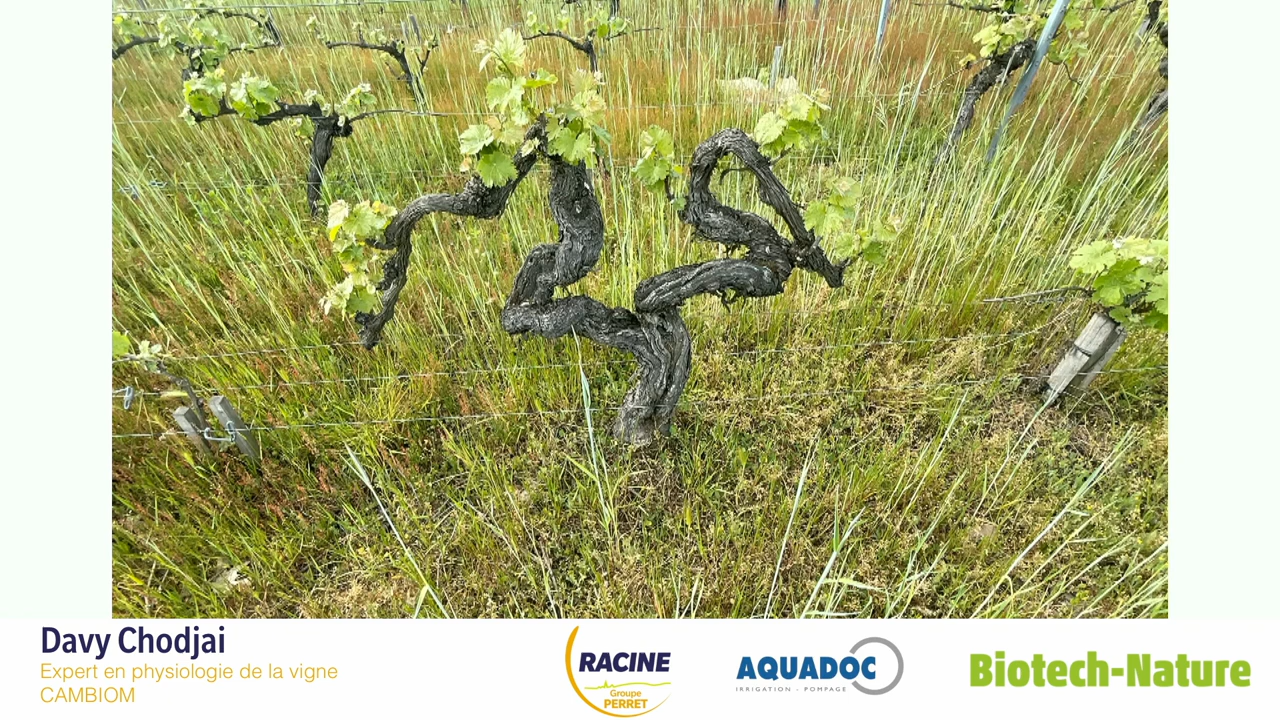 Davy Chodjai
Expert en physiologie de la vigne
CAMBIOM
RACINE
Groupe
PERRET
AQUADOC
IRRIGATION - POMPAGE
Biotech-Nature